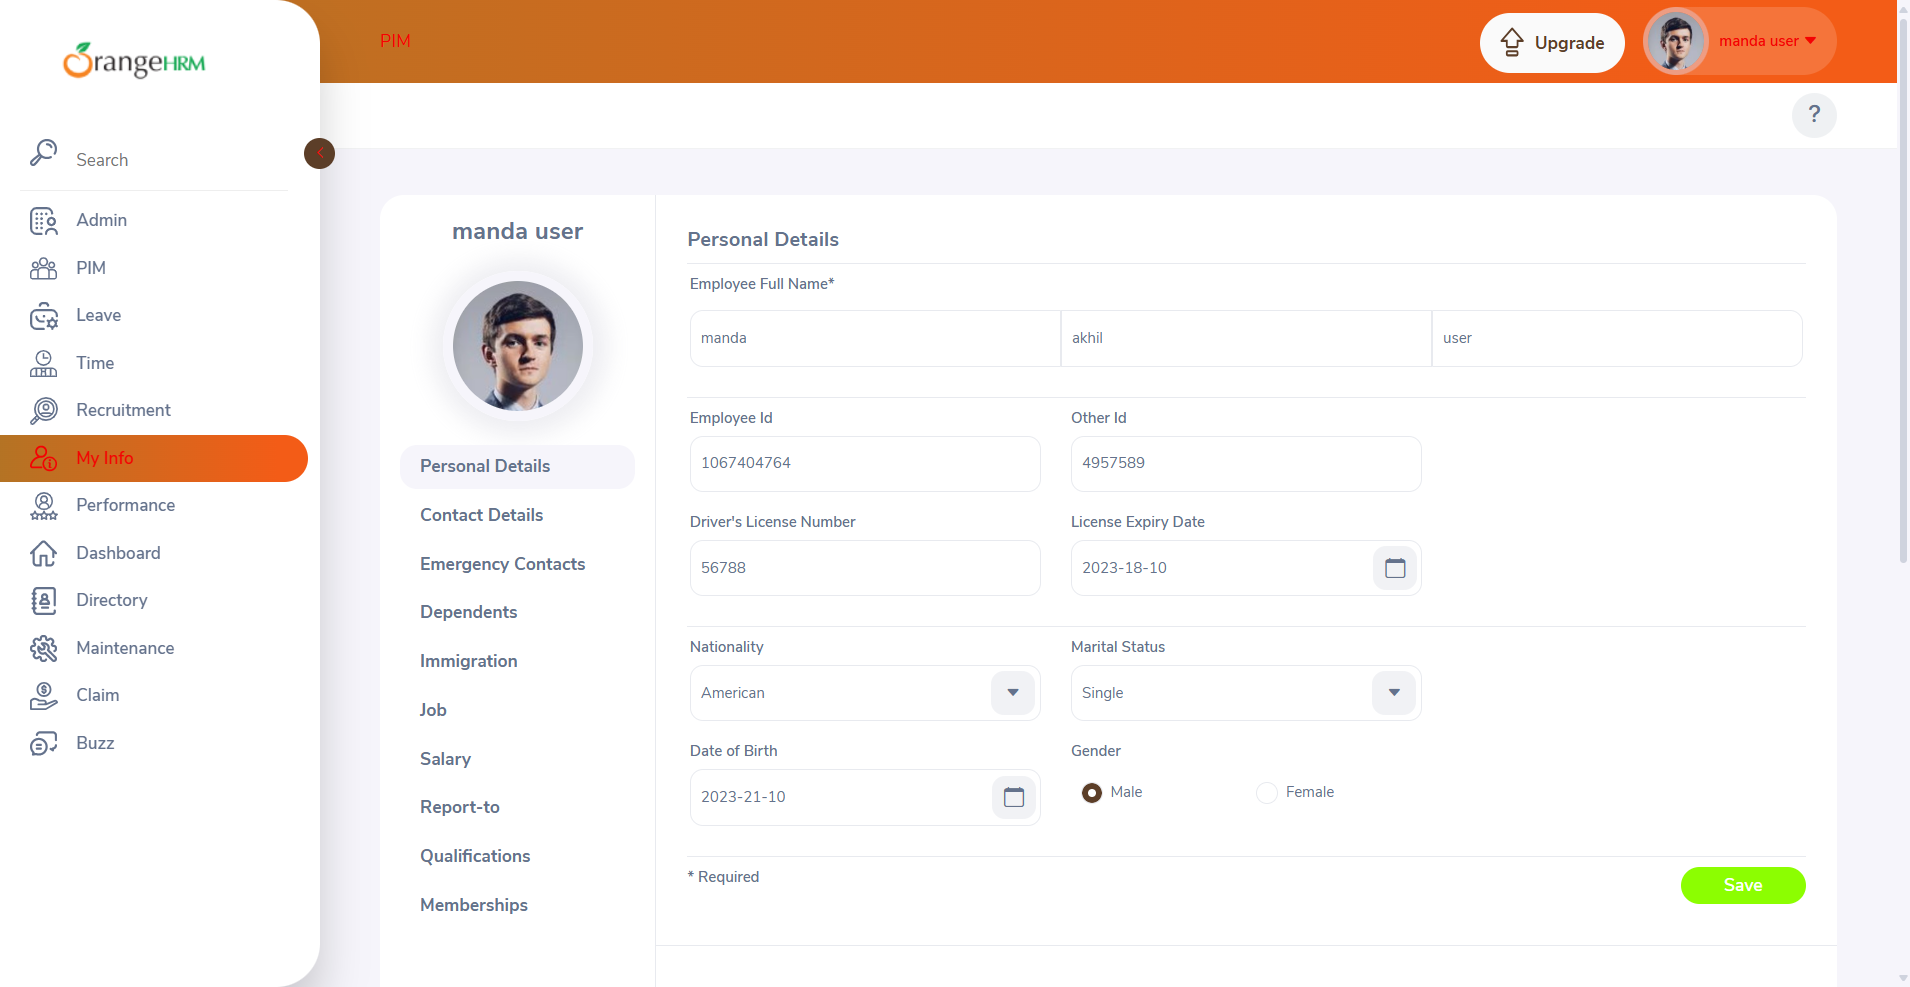 OrangeHRM
PIM
Upgrade
manda user
?
Search
Admin
PIM
Leave
Time
Recruitment
My Info
Performance
Dashboard
Directory
Maintenance
Claim
Buzz
manda user
Personal Details
Contact Details
Emergency Contacts
Dependents
Immigration
Job
Salary
Report-to
Qualifications
Memberships
Personal Details
Employee Full Name*
manda akhil user
Employee Id Other Id
1067404764 4957589
Driver's License Number License Expiry Date
56788 2023-18-10
Nationality Marital Status
American Single
Date of Birth Gender
2023-21-10 Male Female
* Required
Save